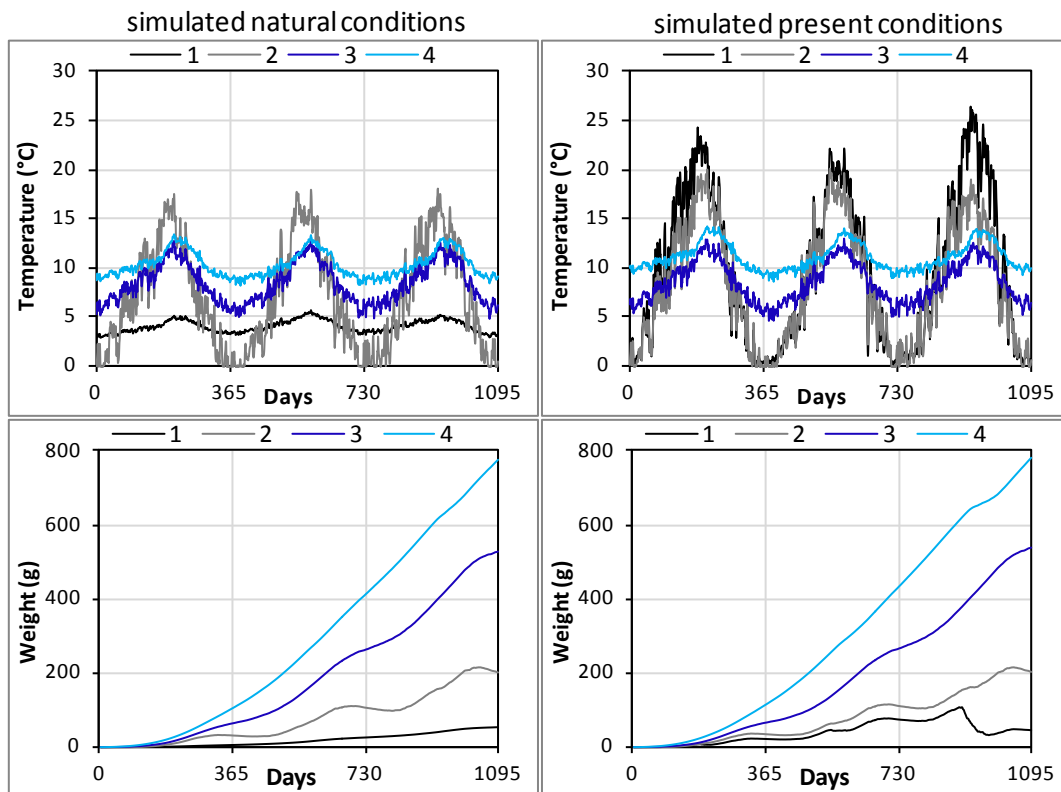 simulated natural conditions
simulated present conditions
1 2 3 4
1 2 3 4
30
25
20
15
10
5
0
Temperature (°C)
0 365 730 1095
Days
30
25
20
15
10
5
0
Temperature (°C)
0 365 730 1095
Days
1 2 3 4
1 2 3 4
800
600
400
200
0
Weight (g)
0 365 730 1095
Days
800
600
400
200
0
Weight (g)
0 365 730 1095
Days